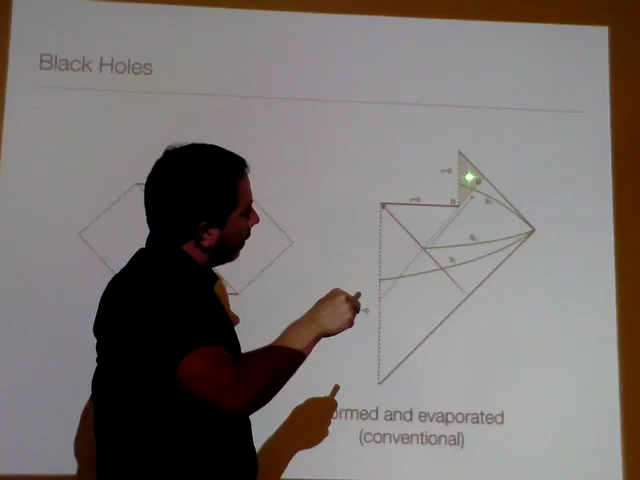 Black Holes
ormed and evaporated
(conventional)